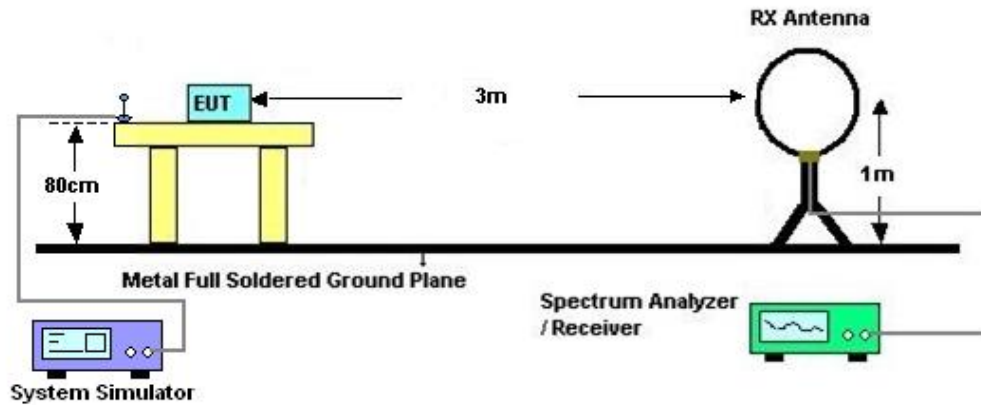 RX Antenna
EUT
3m
80cm
1m
Metal Full Soldered Ground Plane
Spectrum Analyzer
/ Receiver
System Simulator